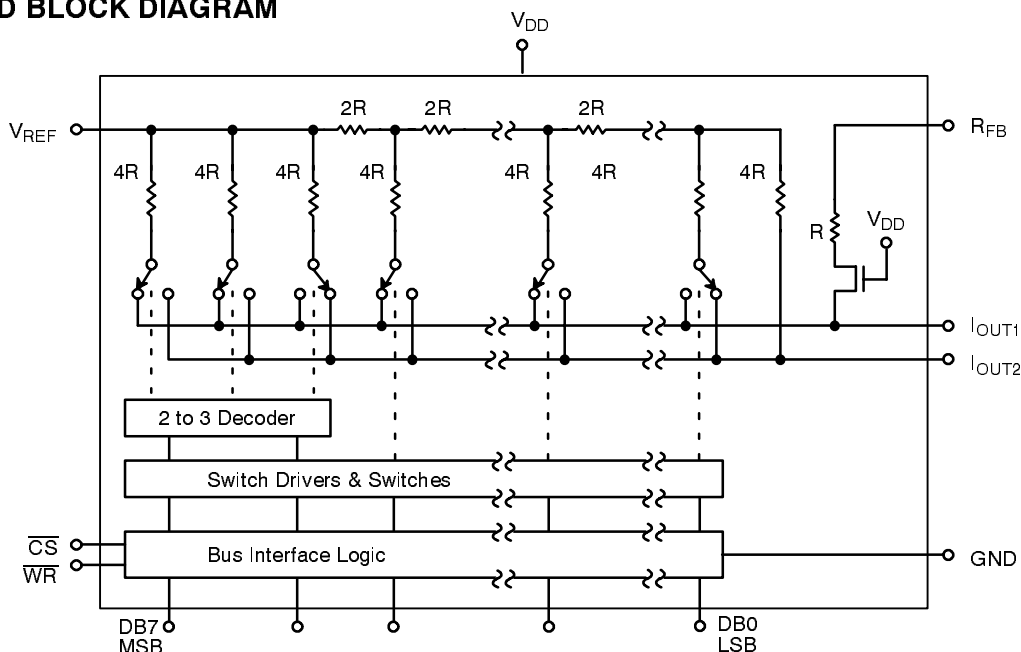 D BLOCK DIAGRAM
VDD
VREF
2R
2R
2R
RFB
4R
4R
4R
4R
4R
4R
4R
R
VDD
IOUT1
IOUT2
2 to 3 Decoder
Switch Drivers & Switches
CS
WR
Bus Interface Logic
GND
DB7
MSB
DB0
LSB